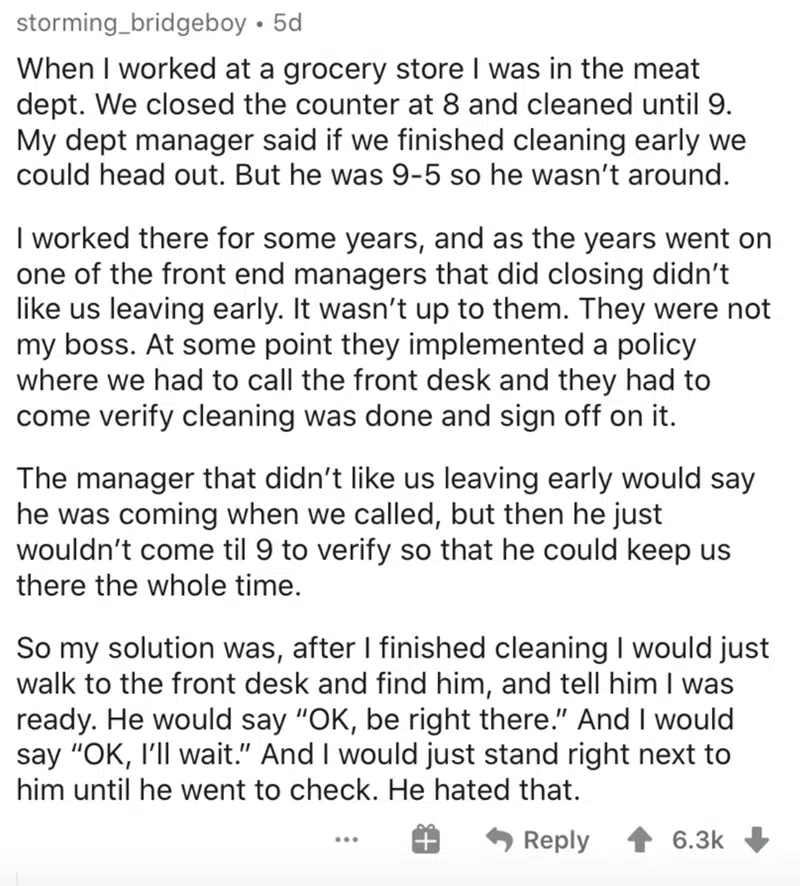 storming_bridgeboy • 5d
When I worked at a grocery store I was in the meat
dept. We closed the counter at 8 and cleaned until 9.
My dept manager said if we finished cleaning early we
could head out. But he was 9-5 so he wasn't around.
I worked there for some years, and as the years went on
one of the front end managers that did closing didn't
like us leaving early. It wasn't up to them. They were not
my boss. At some point they implemented a policy
where we had to call the front desk and they had to
come verify cleaning was done and sign off on it.
The manager that didn't like us leaving early would say
he was coming when we called, but then he just
wouldn't come til 9 to verify so that he could keep us
there the whole time.
So my solution was, after I finished cleaning I would just
walk to the front desk and find him, and tell him I was
ready. He would say "OK, be right there." And I would
say "OK, I'll wait." And I would just stand right next to
him until he went to check. He hated that.
... Reply 6.3k